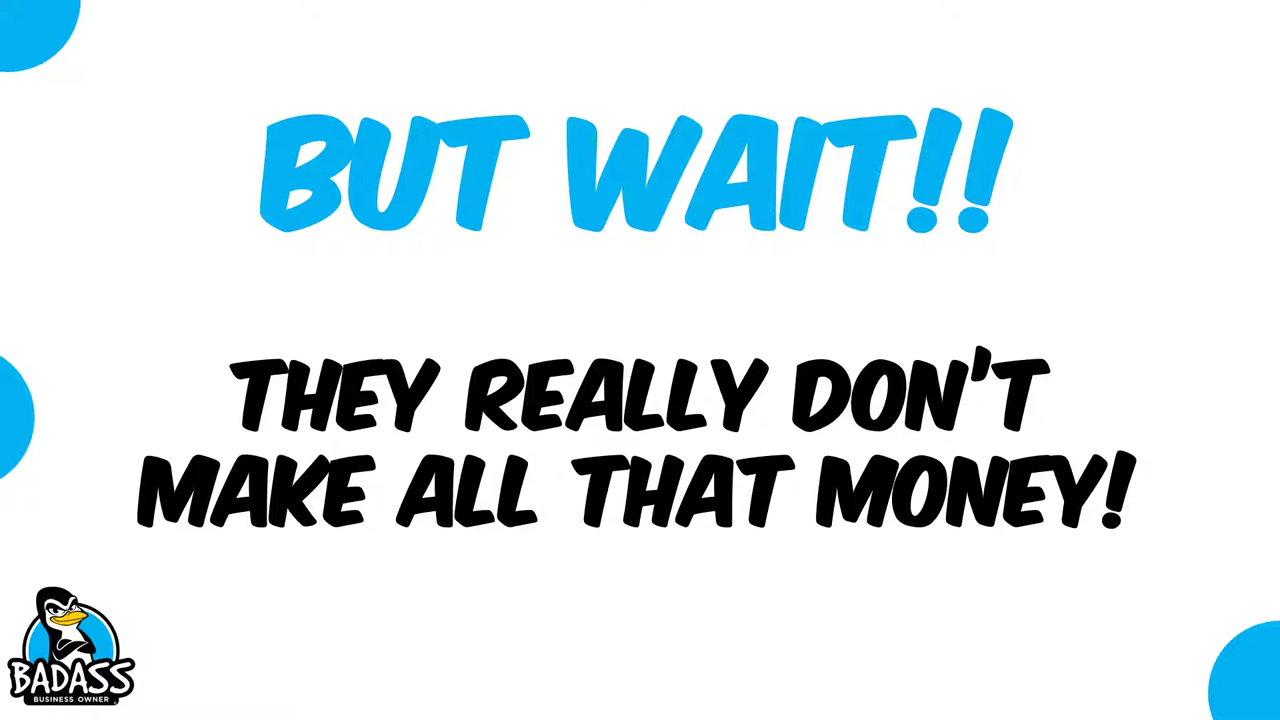 BUT WAIT!!
THEY REALLY DON'T
MAKE ALL THAT MONEY!
BADASS
BUSINESS OWNER